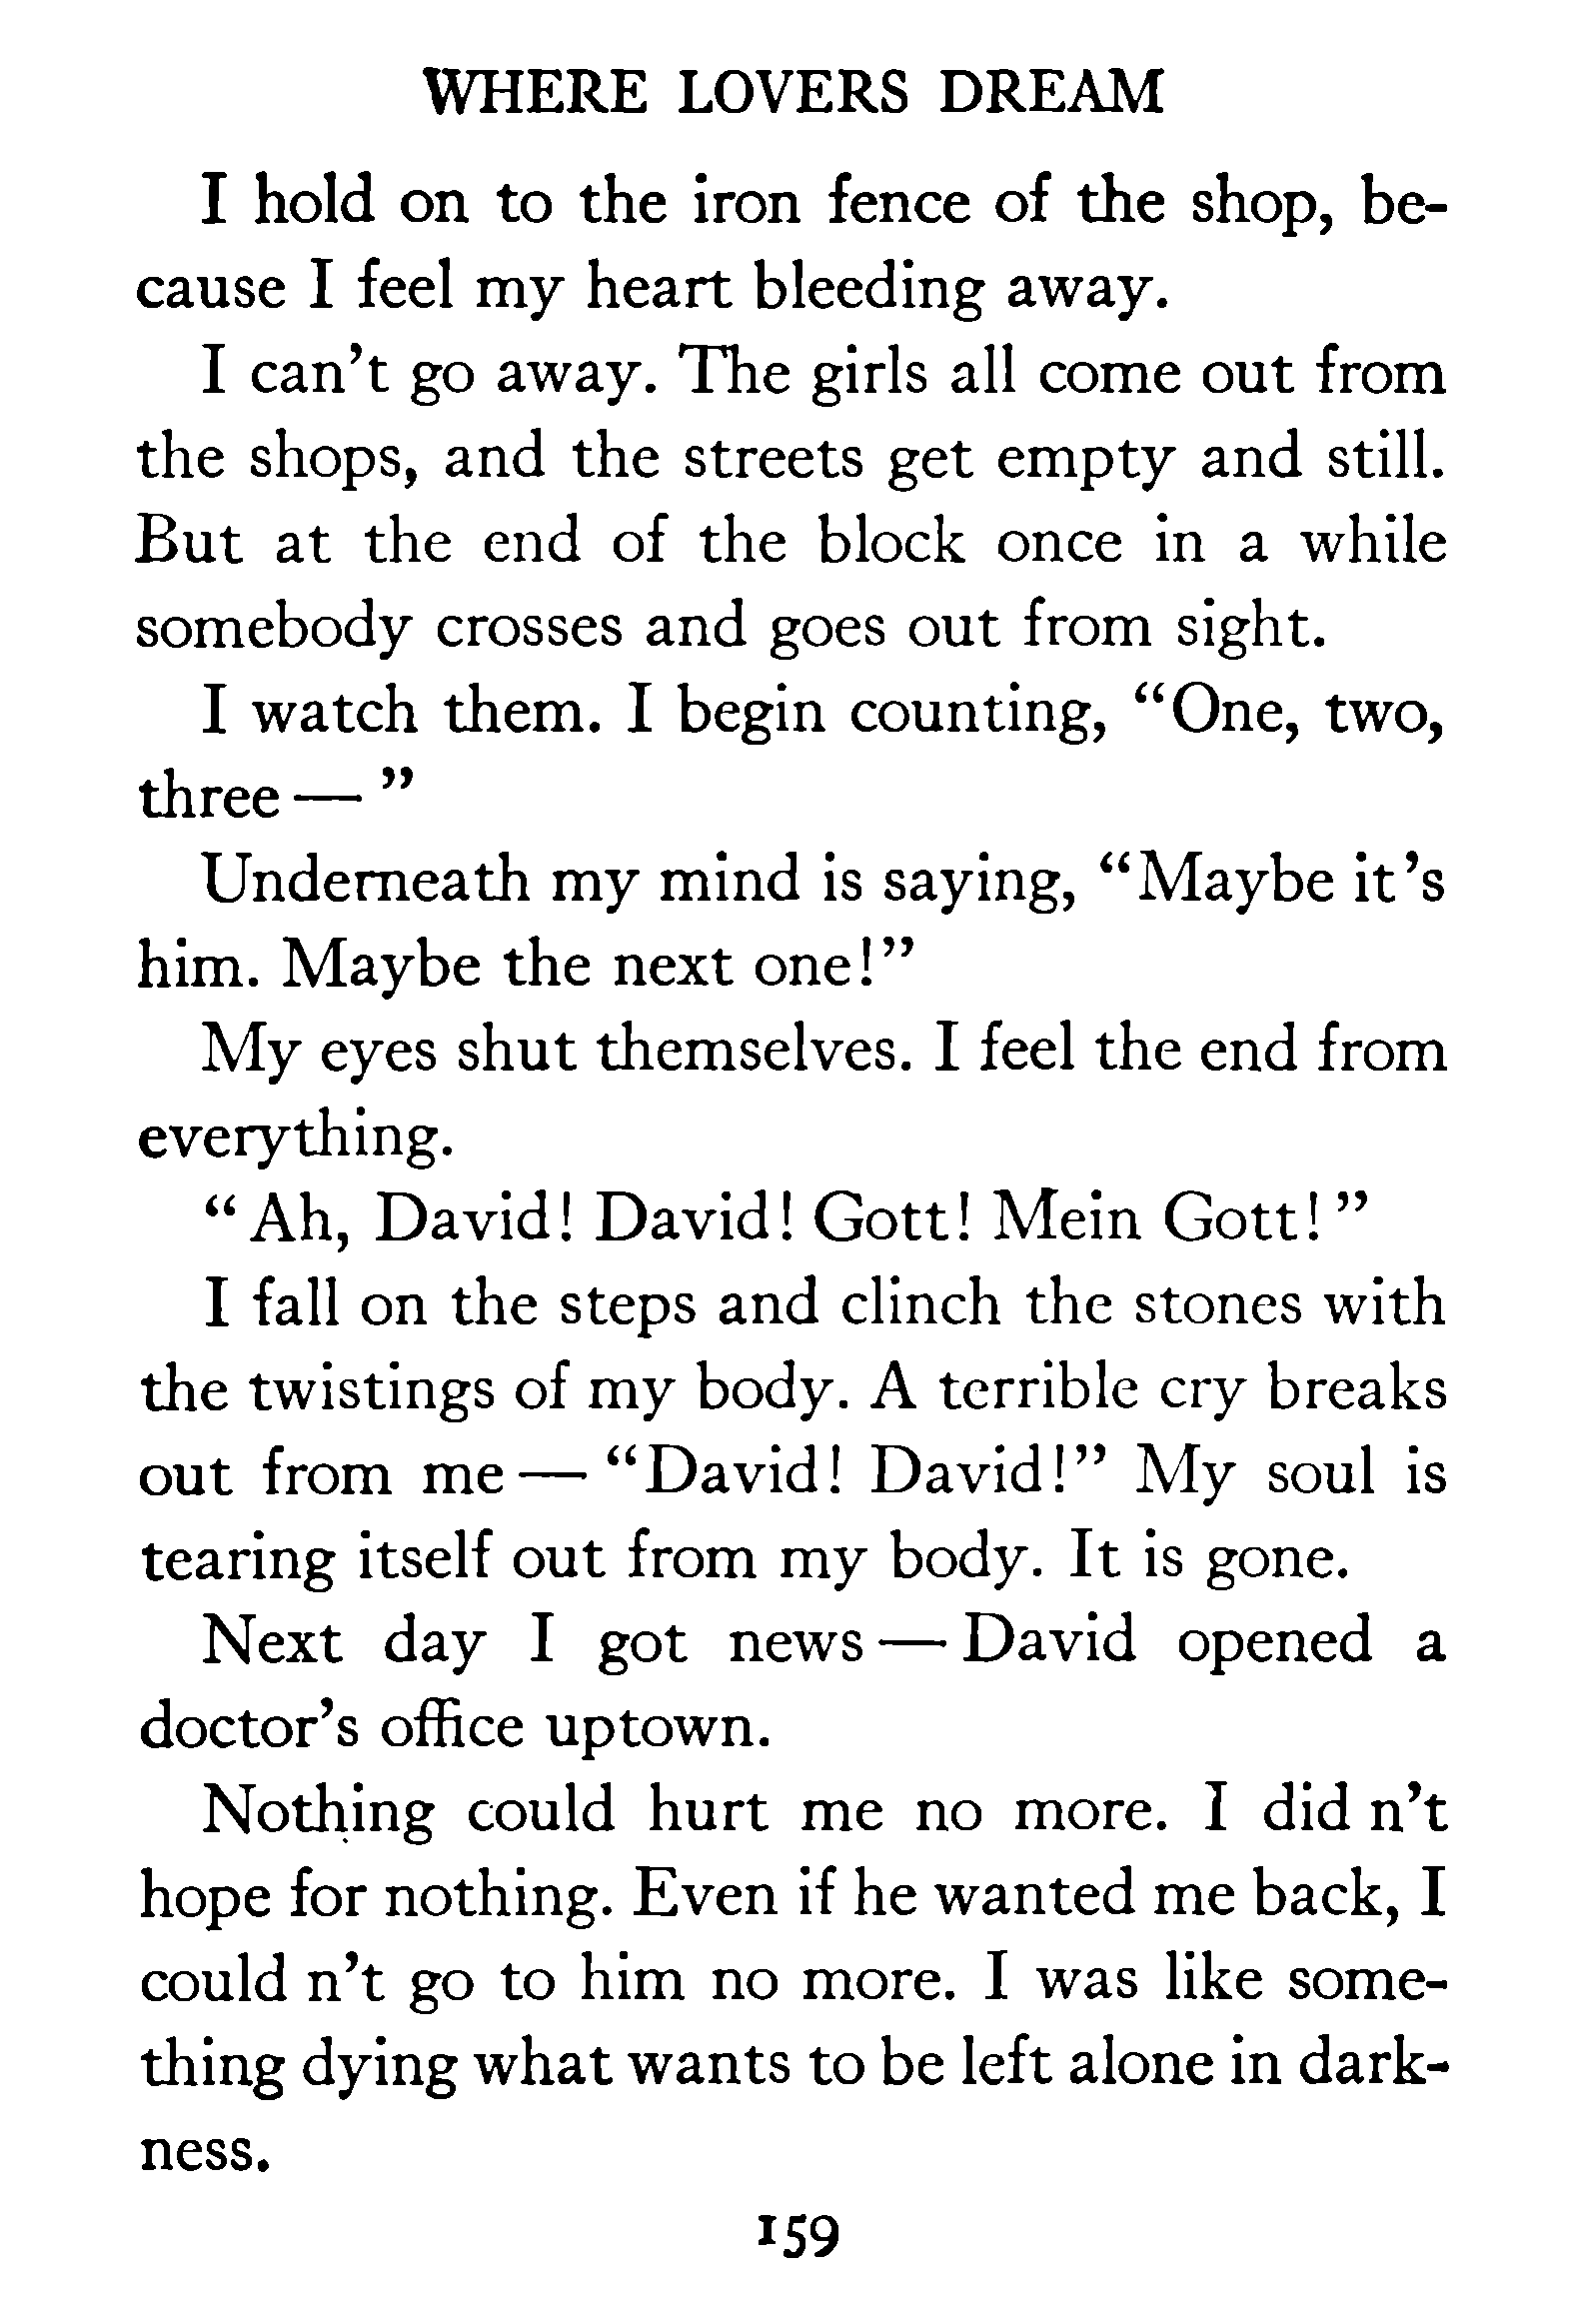 WHERE LOVERS DREAM
I hold on to the iron fence of the shop, be-
cause I feel my heart bleeding away.
I can't go away. The girls all come out from
the shops, and the streets get empty and still.
But at the end of the block once in a while
somebody crosses and goes out from sight.
I watch them. I begin counting, “One, two,
three — ”
Underneath my mind is saying, “Maybe it's
him. Maybe the next one!”
My eyes shut themselves. I feel the end from
everything.
“Ah, David! David! Gott! Mein Gott!”
I fall on the steps and clinch the stones with
the twistings of my body. A terrible cry breaks
out from me — “David! David!” My soul is
tearing itself out from my body. It is gone.
Next day I got news — David opened a
doctor's office uptown.
Nothing could hurt me no more. I did n't
hope for nothing. Even if he wanted me back, I
could n't go to him no more. I was like some-
thing dying what wants to be left alone in dark-
ness.
159